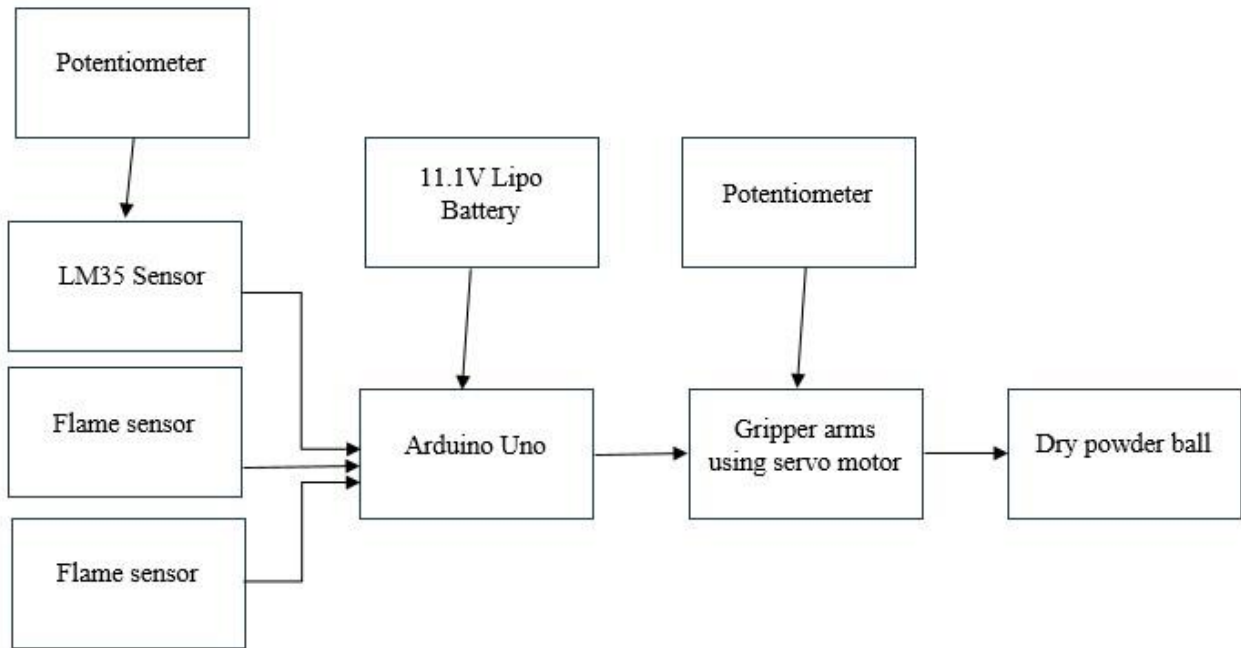 Potentiometer
11.1V Lipo
Battery
Potentiometer
LM35 Sensor
Flame sensor
Arduino Uno
Gripper arms
using servo motor
Dry powder ball
Flame sensor